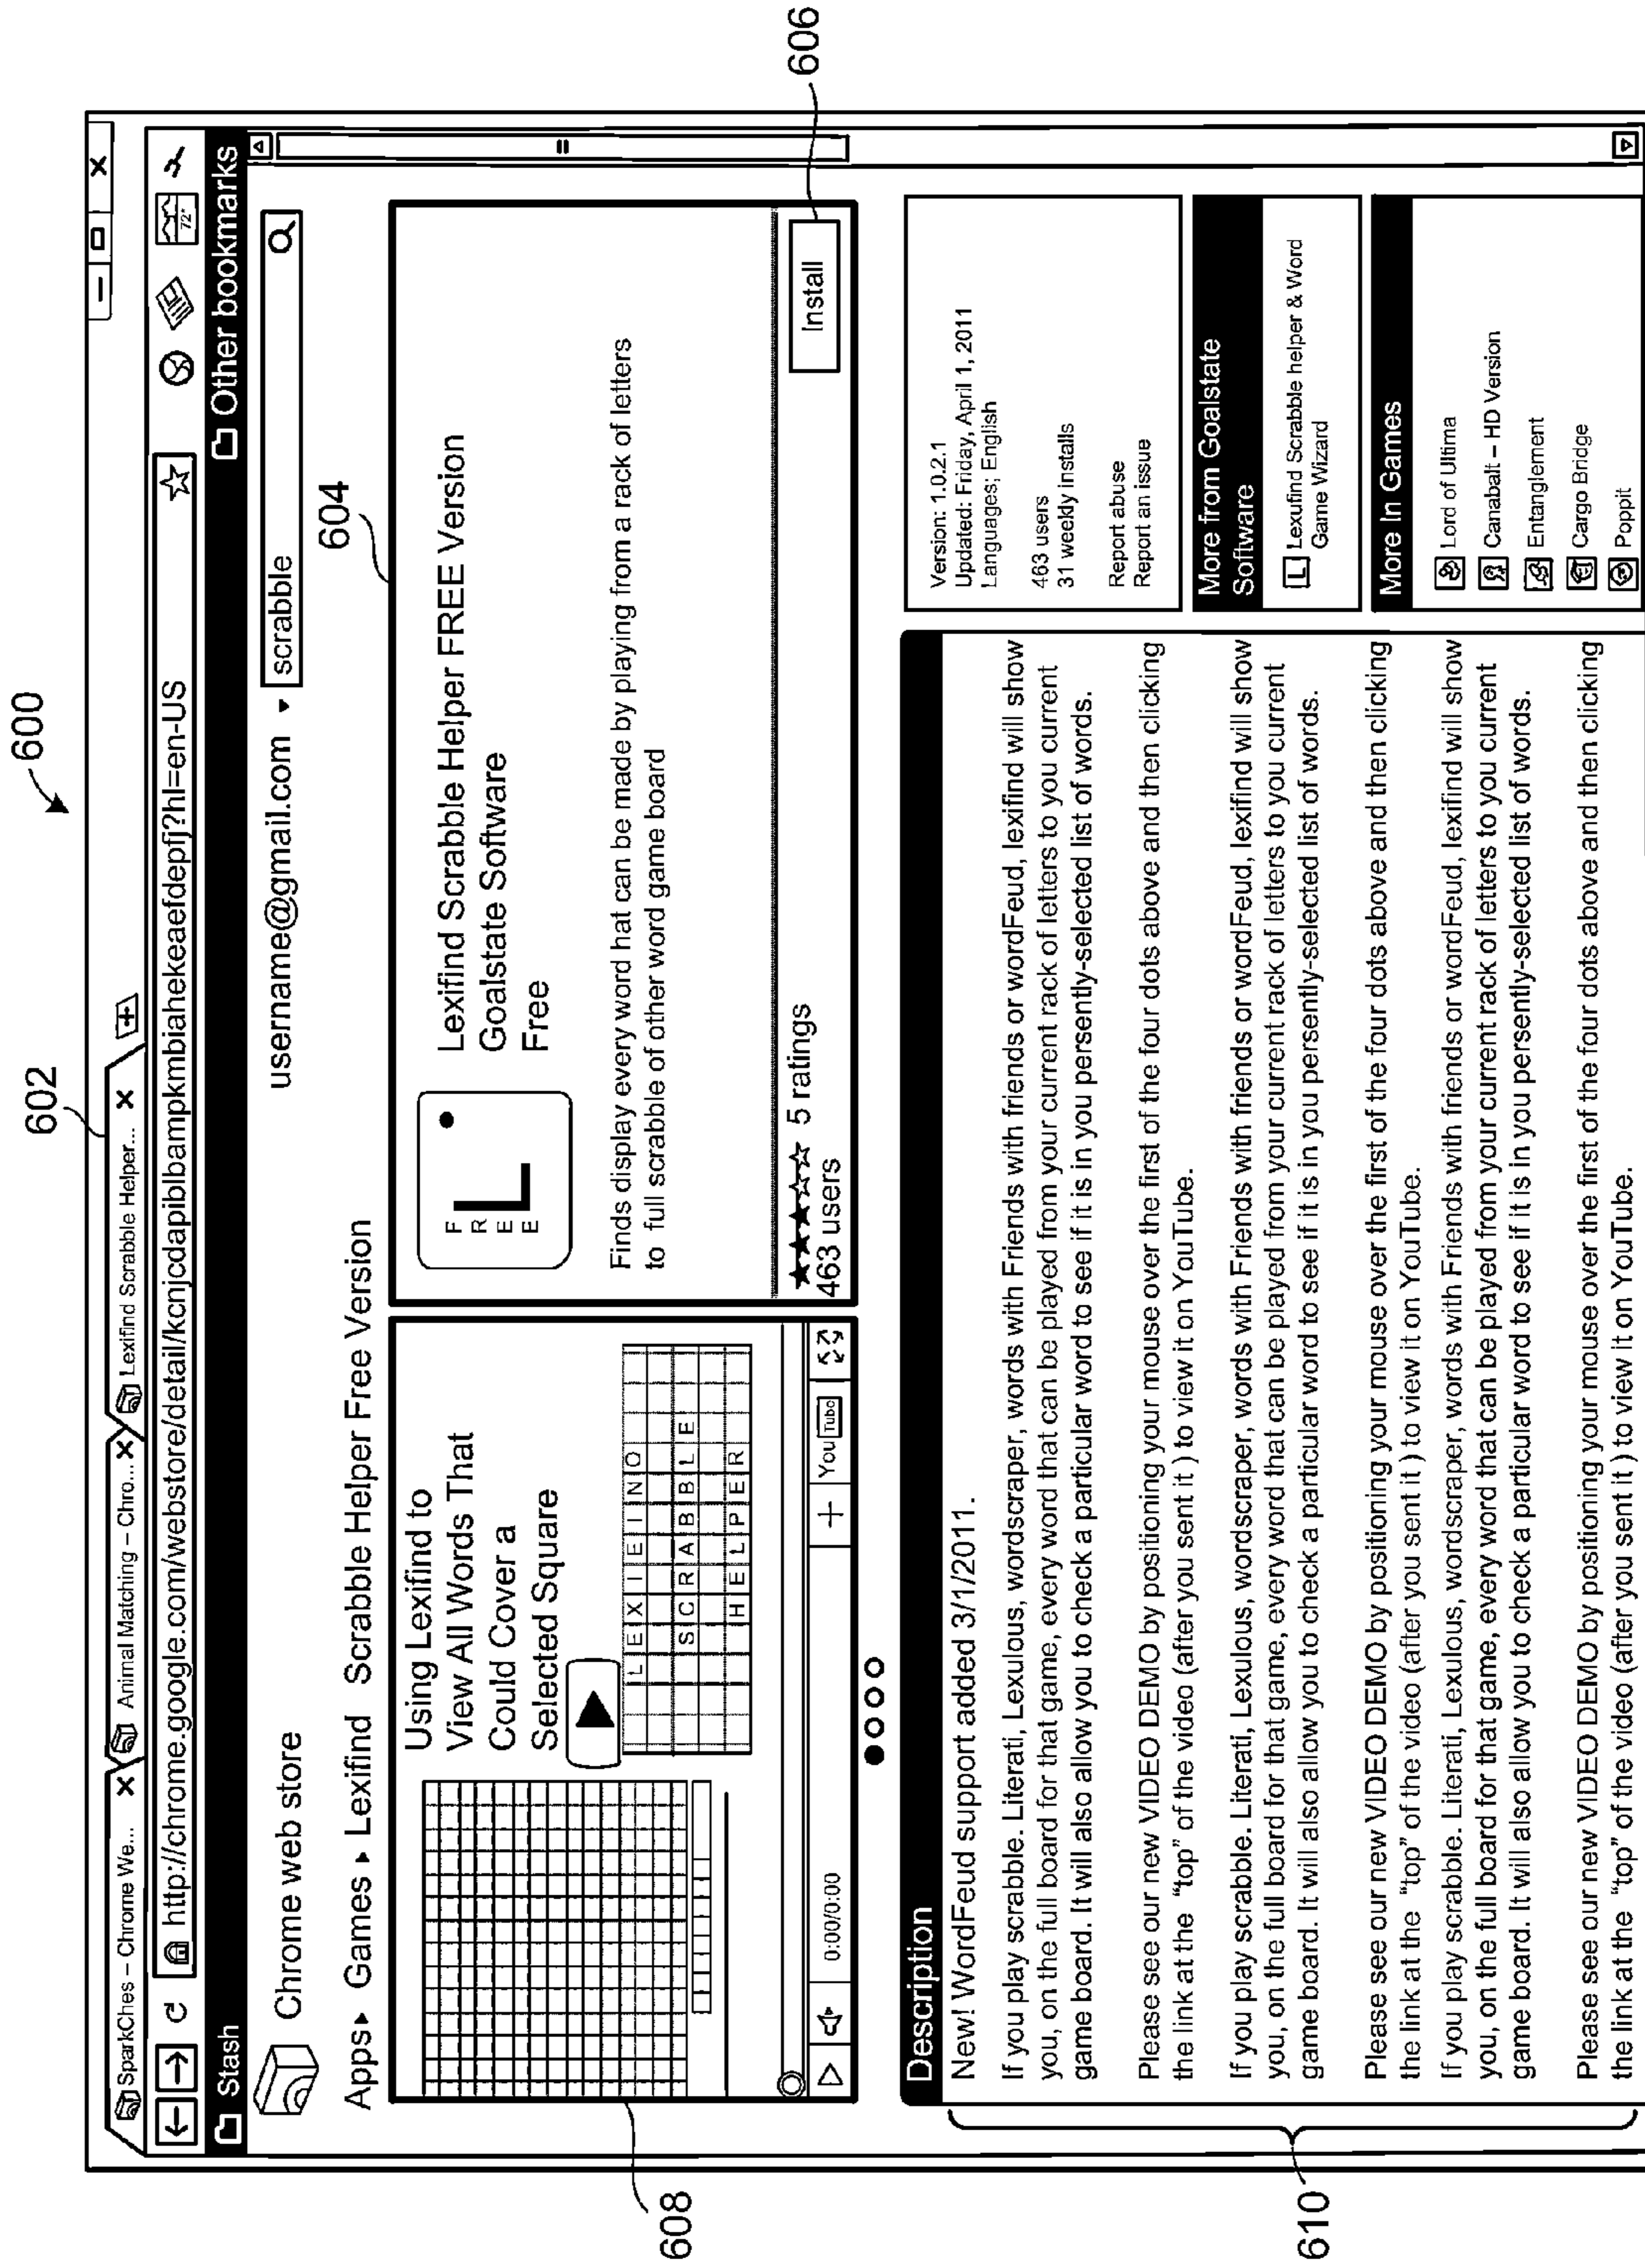 600
602
SparkChes – Chrome We... ×
Animal Matching – Chro... ×
Lexifind Scrabble Helper... ×
http://chrome.google.com/webstore/detail/kcnjcdapiblbampkmbiahekeaefdepfj?hl=en-US
72°
Stash
Other bookmarks
Chrome web store
username@gmail.com
scrabble
Apps ▸ Games ▸ Lexifind Scrabble Helper Free Version
604
Using Lexifind to
View All Words That
Could Cover a
Selected Square
LEXIEINO
SCRABBLE
HELPER
0:00/0:00
You Tube
608
FREE
L
Lexifind Scrabble Helper FREE Version
Goalstate Software
Free
Finds display every word hat can be made by playing from a rack of letters
to full scrabble of other word game board
5 ratings
463 users
Install
606
Description
New! WordFeud support added 3/1/2011.
If you play scrabble. Literati, Lexulous, wordscraper, words with Friends with friends or wordFeud, lexifind will show
you, on the full board for that game, every word that can be played from your current rack of letters to you current
game board. It will also allow you to check a particular word to see if it is in you persently-selected list of words.
Please see our new VIDEO DEMO by positioning your mouse over the first of the four dots above and then clicking
the link at the "top" of the video (after you sent it ) to view it on YouTube.
If you play scrabble. Literati, Lexulous, wordscraper, words with Friends with friends or wordFeud, lexifind will show
you, on the full board for that game, every word that can be played from your current rack of letters to you current
game board. It will also allow you to check a particular word to see if it is in you persently-selected list of words.
Please see our new VIDEO DEMO by positioning your mouse over the first of the four dots above and then clicking
the link at the "top" of the video (after you sent it ) to view it on YouTube.
If you play scrabble. Literati, Lexulous, wordscraper, words with Friends with friends or wordFeud, lexifind will show
you, on the full board for that game, every word that can be played from your current rack of letters to you current
game board. It will also allow you to check a particular word to see if it is in you persently-selected list of words.
Please see our new VIDEO DEMO by positioning your mouse over the first of the four dots above and then clicking
the link at the "top" of the video (after you sent it ) to view it on YouTube.
610
Version: 1.0.2.1
Updated: Friday, April 1, 2011
Languages; English
463 users
31 weekly installs
Report abuse
Report an issue
More from Goalstate
Software
L Lexufind Scrabble helper & Word
Game Wizard
More In Games
Lord of Ultima
Canabalt – HD Version
Entanglement
Cargo Bridge
Poppit